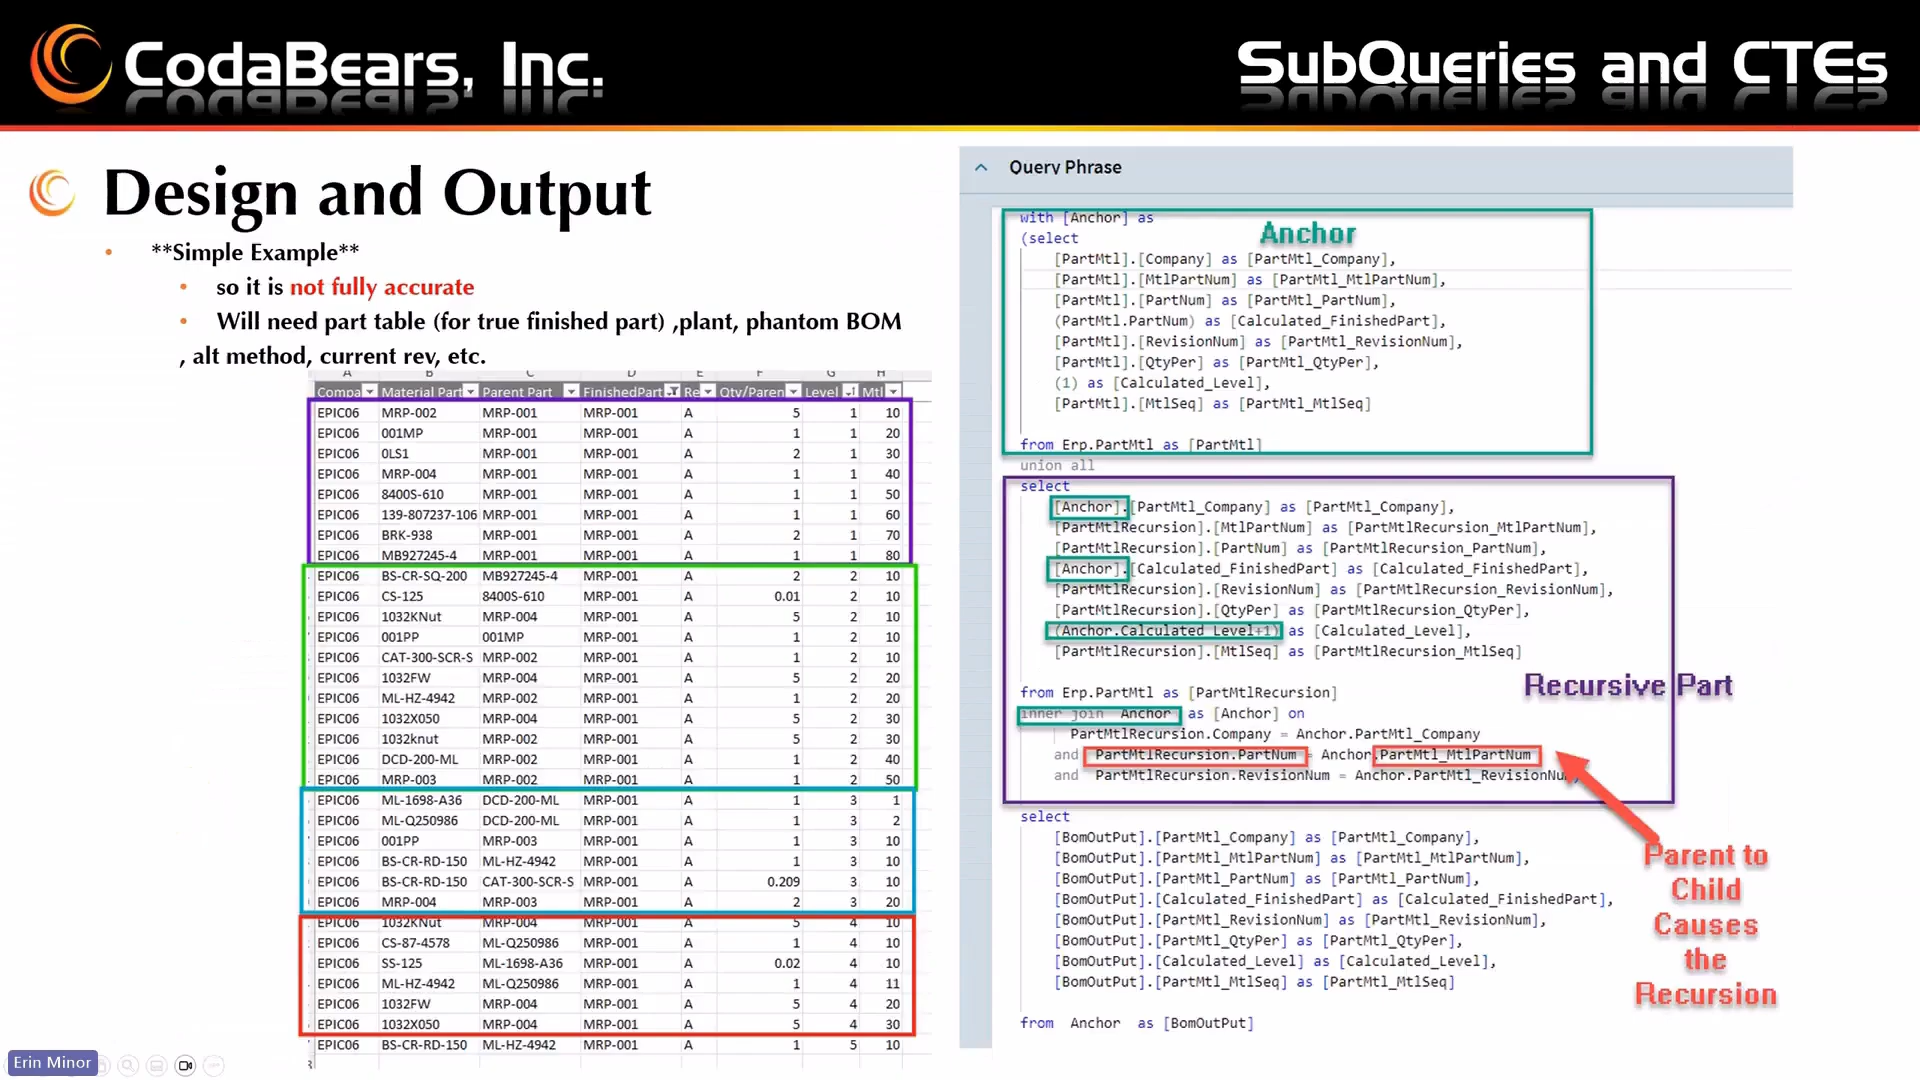 CodaBears, Inc.
SubQueries and CTEs
Design and Output
• **Simple Example**
• so it is not fully accurate
• Will need part table (for true finished part) ,plant, phantom BOM
, alt method, current rev, etc.
A B C D E F G H
Compa Material Part Parent Part FinishedPart Re Qty/Paren Level Mtl
EPIC06 MRP-002 MRP-001 MRP-001 A 5 1 10
EPIC06 001MP MRP-001 MRP-001 A 1 1 20
EPIC06 0LS1 MRP-001 MRP-001 A 2 1 30
EPIC06 MRP-004 MRP-001 MRP-001 A 1 1 40
EPIC06 8400S-610 MRP-001 MRP-001 A 1 1 50
EPIC06 139-807237-106 MRP-001 MRP-001 A 1 1 60
EPIC06 BRK-938 MRP-001 MRP-001 A 2 1 70
EPIC06 MB927245-4 MRP-001 MRP-001 A 1 1 80
EPIC06 BS-CR-SQ-200 MB927245-4 MRP-001 A 2 2 10
EPIC06 CS-125 8400S-610 MRP-001 A 0.01 2 10
EPIC06 1032KNut MRP-004 MRP-001 A 5 2 10
EPIC06 001PP 001MP MRP-001 A 1 2 10
EPIC06 CAT-300-SCR-S MRP-002 MRP-001 A 1 2 10
EPIC06 1032FW MRP-004 MRP-001 A 5 2 20
EPIC06 ML-HZ-4942 MRP-002 MRP-001 A 1 2 20
EPIC06 1032X050 MRP-004 MRP-001 A 5 2 30
EPIC06 1032knut MRP-002 MRP-001 A 5 2 30
EPIC06 DCD-200-ML MRP-002 MRP-001 A 1 2 40
EPIC06 MRP-003 MRP-002 MRP-001 A 1 2 50
EPIC06 ML-1698-A36 DCD-200-ML MRP-001 A 1 3 1
EPIC06 ML-Q250986 DCD-200-ML MRP-001 A 1 3 2
EPIC06 001PP MRP-003 MRP-001 A 1 3 10
EPIC06 BS-CR-RD-150 ML-HZ-4942 MRP-001 A 1 3 10
EPIC06 BS-CR-RD-150 CAT-300-SCR-S MRP-001 A 0.209 3 10
EPIC06 MRP-004 MRP-003 MRP-001 A 2 3 20
EPIC06 1032KNut MRP-004 MRP-001 A 5 4 10
EPIC06 CS-87-4578 ML-Q250986 MRP-001 A 1 4 10
EPIC06 SS-125 ML-1698-A36 MRP-001 A 0.02 4 10
EPIC06 ML-HZ-4942 ML-Q250986 MRP-001 A 1 4 11
EPIC06 1032FW MRP-004 MRP-001 A 5 4 20
EPIC06 1032X050 MRP-004 MRP-001 A 5 4 30
EPIC06 BS-CR-RD-150 ML-HZ-4942 MRP-001 A 1 5 10
Erin Minor
Query Phrase
with [Anchor] as
Anchor
(select
[PartMtl].[Company] as [PartMtl_Company],
[PartMtl].[MtlPartNum] as [PartMtl_MtlPartNum],
[PartMtl].[PartNum] as [PartMtl_PartNum],
(PartMtl.PartNum) as [Calculated_FinishedPart],
[PartMtl].[RevisionNum] as [PartMtl_RevisionNum],
[PartMtl].[QtyPer] as [PartMtl_QtyPer],
(1) as [Calculated_Level],
[PartMtl].[MtlSeq] as [PartMtl_MtlSeq]
from Erp.PartMtl as [PartMtl]
union all
select
[Anchor].[PartMtl_Company] as [PartMtl_Company],
[PartMtlRecursion].[MtlPartNum] as [PartMtlRecursion_MtlPartNum],
[PartMtlRecursion].[PartNum] as [PartMtlRecursion_PartNum],
[Anchor].[Calculated_FinishedPart] as [Calculated_FinishedPart],
[PartMtlRecursion].[RevisionNum] as [PartMtlRecursion_RevisionNum],
[PartMtlRecursion].[QtyPer] as [PartMtlRecursion_QtyPer],
(Anchor.Calculated_Level+1) as [Calculated_Level],
[PartMtlRecursion].[MtlSeq] as [PartMtlRecursion_MtlSeq]
Recursive Part
from Erp.PartMtl as [PartMtlRecursion]
inner join Anchor as [Anchor] on
PartMtlRecursion.Company = Anchor.PartMtl_Company
and PartMtlRecursion.PartNum = Anchor.PartMtl_MtlPartNum
and PartMtlRecursion.RevisionNum = Anchor.PartMtl_RevisionNum
select
[BomOutPut].[PartMtl_Company] as [PartMtl_Company],
[BomOutPut].[PartMtl_MtlPartNum] as [PartMtl_MtlPartNum],
[BomOutPut].[PartMtl_PartNum] as [PartMtl_PartNum],
[BomOutPut].[Calculated_FinishedPart] as [Calculated_FinishedPart],
[BomOutPut].[PartMtl_RevisionNum] as [PartMtl_RevisionNum],
[BomOutPut].[PartMtl_QtyPer] as [PartMtl_QtyPer],
[BomOutPut].[Calculated_Level] as [Calculated_Level],
[BomOutPut].[PartMtl_MtlSeq] as [PartMtl_MtlSeq]
from Anchor as [BomOutPut]
Parent to
Child
Causes
the
Recursion